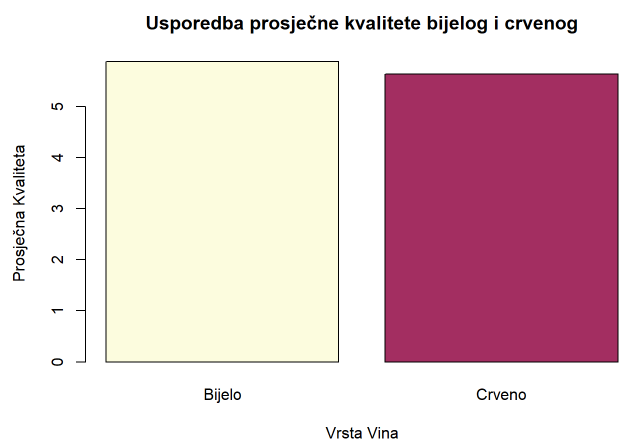 Usporedba prosječne kvalitete bijelog i crvenog
Prosječna Kvaliteta
5
4
3
2
1
0
Bijelo
Crveno
Vrsta Vina